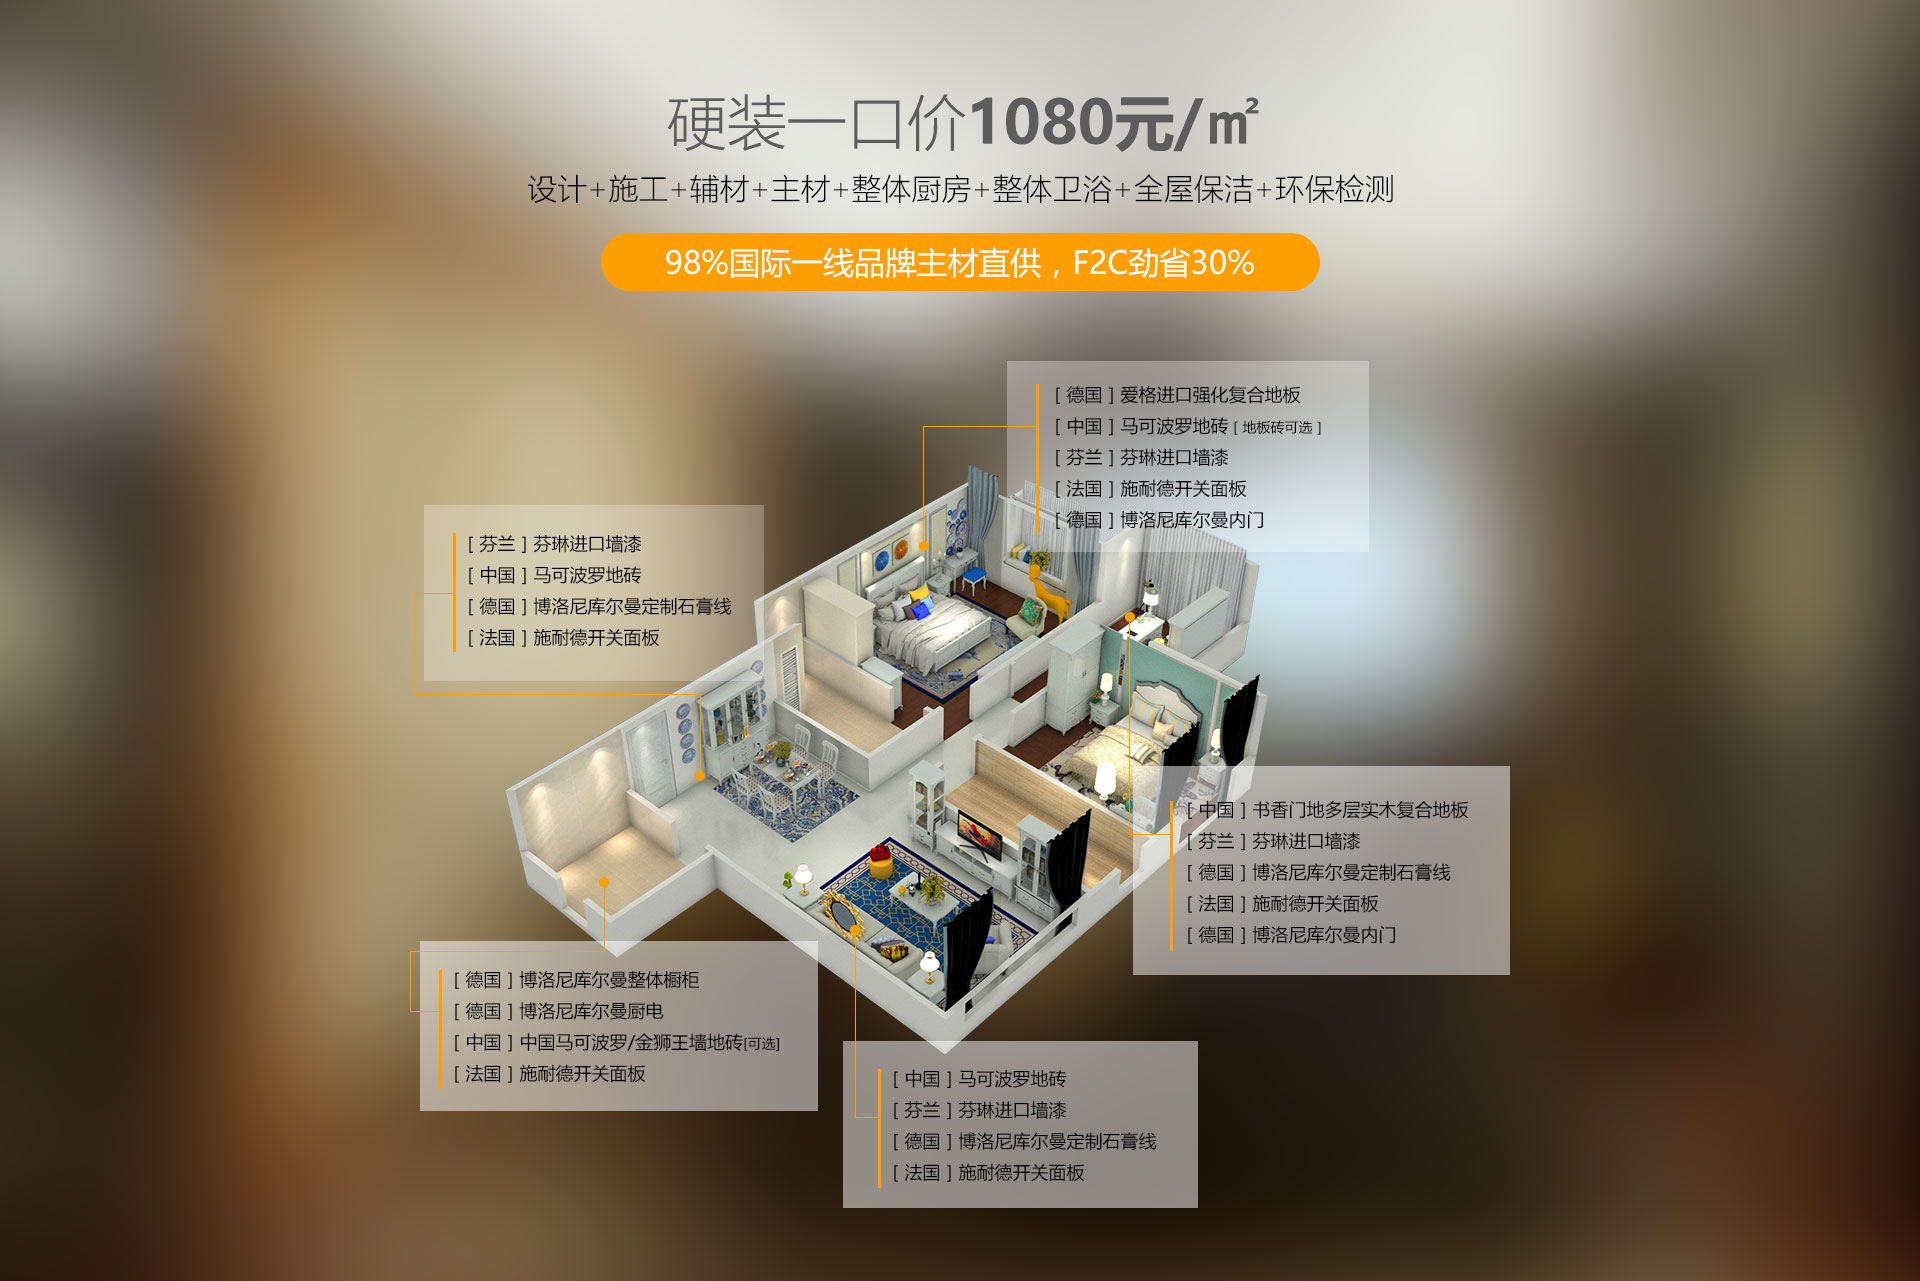 硬装一口价1080元/㎡
设计+施工+辅材+主材+整体厨房+整体卫浴+全屋保洁+环保检测
98%国际一线品牌主材直供，F2C劲省30%
[ 德国 ] 爱格进口强化复合地板
[ 中国 ] 马可波罗地砖 [ 地板砖可选 ]
[ 芬兰 ] 芬琳进口墙漆
[ 法国 ] 施耐德开关面板
[ 德国 ] 博洛尼库尔曼内门
[ 芬兰 ] 芬琳进口墙漆
[ 中国 ] 马可波罗地砖
[ 德国 ] 博洛尼库尔曼定制石膏线
[ 法国 ] 施耐德开关面板
[ 中国 ] 书香门地多层实木复合地板
[ 芬兰 ] 芬琳进口墙漆
[ 德国 ] 博洛尼库尔曼定制石膏线
[ 法国 ] 施耐德开关面板
[ 德国 ] 博洛尼库尔曼内门
[ 德国 ] 博洛尼库尔曼整体橱柜
[ 德国 ] 博洛尼库尔曼厨电
[ 中国 ] 中国马可波罗/金狮王墙地砖[可选]
[ 法国 ] 施耐德开关面板
[ 中国 ] 马可波罗地砖
[ 芬兰 ] 芬琳进口墙漆
[ 德国 ] 博洛尼库尔曼定制石膏线
[ 法国 ] 施耐德开关面板